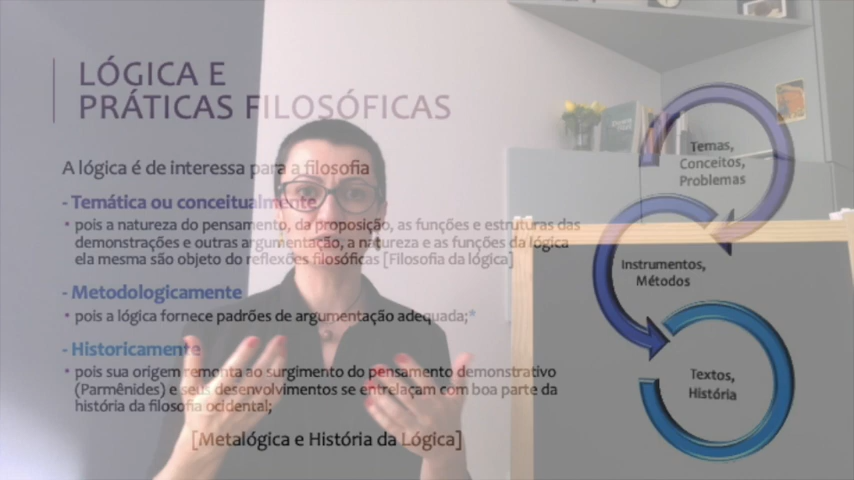 LÓGICA E
PRÁTICAS FILOSÓFICAS
A lógica é de interessa para a filosofia
- Temática ou conceitualmente
• pois a natureza do pensamento, da proposição, as funções e estruturas das
demonstrações e outras argumentação, a natureza e as funções da lógica
ela mesma são objeto do reflexões filosóficas [Filosofia da lógica]
- Metodologicamente
• pois a lógica fornece padrões de argumentação adequada;*
- Historicamente
• pois sua origem remonta ao surgimento do pensamento demonstrativo
(Parmênides) e seus desenvolvimentos se entrelaçam com boa parte da
história da filosofia ocidental;
[Metalógica e História da Lógica]
Temas,
Conceitos,
Problemas
Instrumentos,
Métodos
Textos,
História